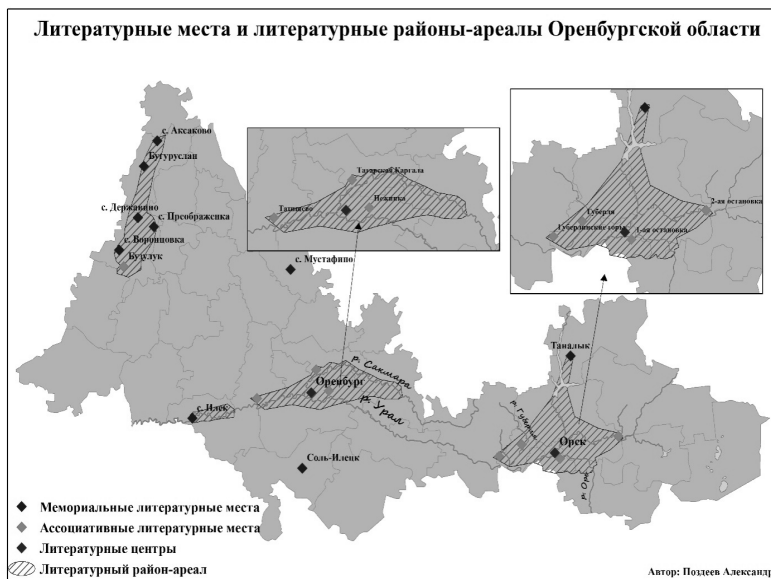 Литературные места и литературные районы-ареалы Оренбургской области
с. Аксаково
Бугуруслан
с. Державино
с. Преображенка
с. Воронцовка
Бузулук
Татарская Каргала
Нежинка
Татищево
Губерля
Губерлинские горы
1-ая остановка
2-ая остановка
с. Мустафино
Таналык
р. Сакмара
Оренбург
р. Урал
с. Илек
р. Губерля
Орск
р. Орь
Соль-Илецк
Мемориальные литературные места
Ассоциативные литературные места
Литературные центры
Литературный район-ареал
Автор: Поздеев Александр